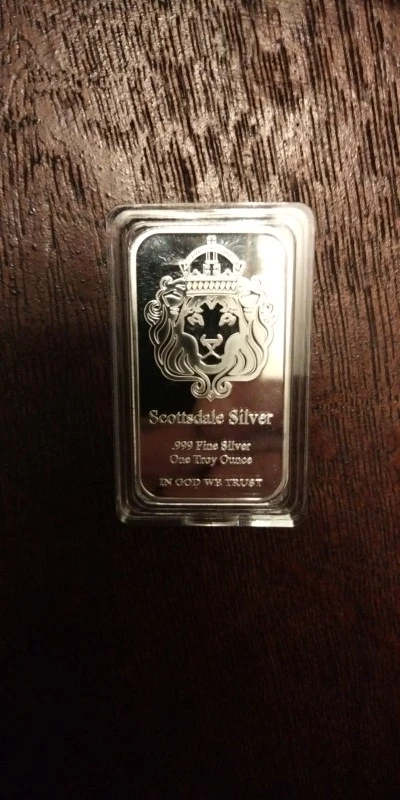 Scottsdale Silver
.999 Fine Silver
One Troy Ounce
IN GOD WE TRUST